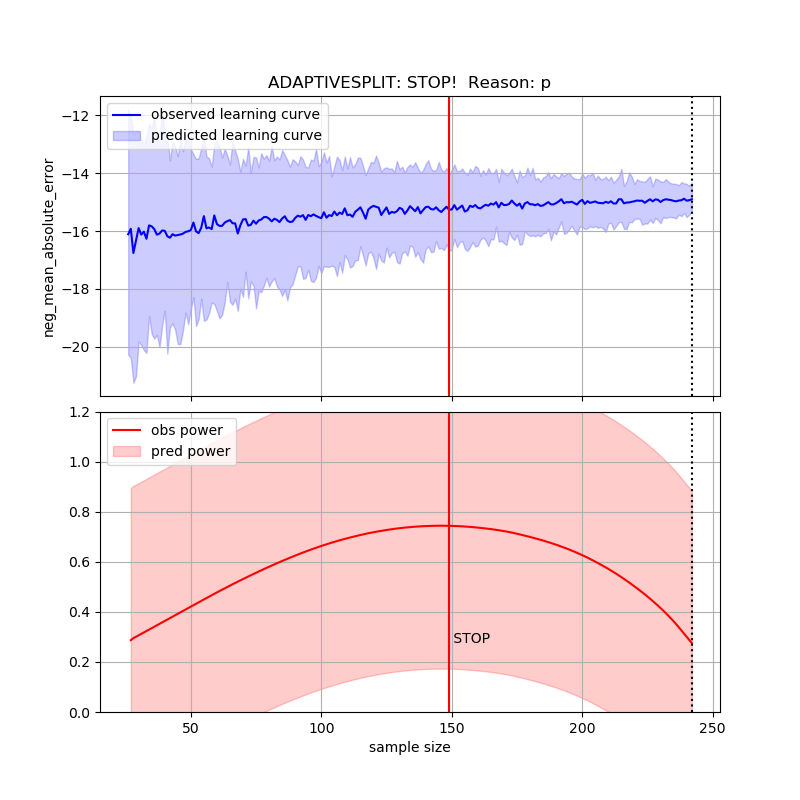 ADAPTIVESPLIT: STOP!  Reason: p
observed learning curve
predicted learning curve
neg_mean_absolute_error
−12
−14
−16
−18
−20
obs power
pred power
1.2
1.0
0.8
0.6
0.4
0.2
0.0
STOP
50
100
150
200
250
sample size